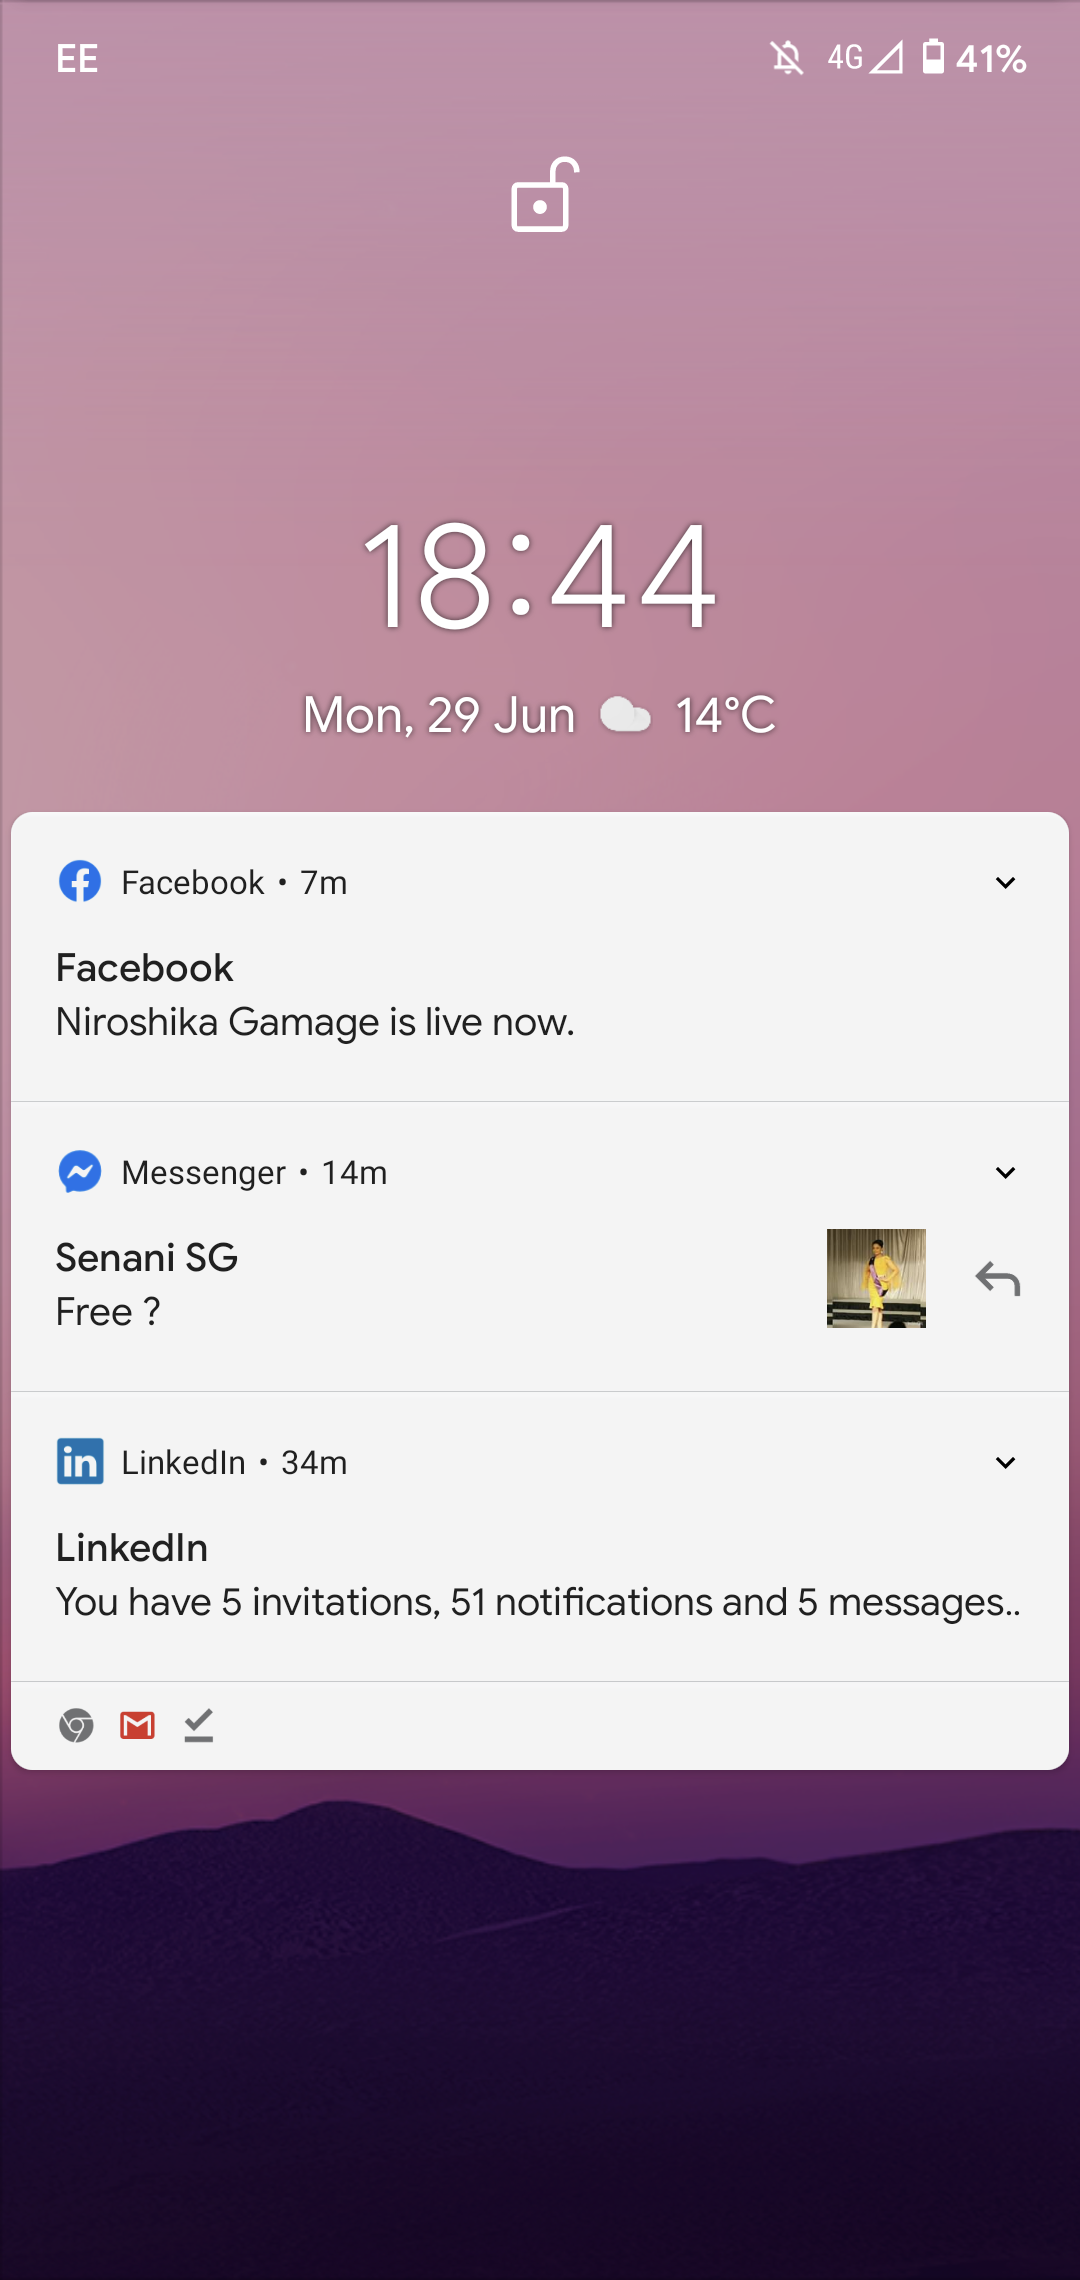 EE 4G 41%
18:44
Mon, 29 Jun 14°C
Facebook • 7m
Facebook
Niroshika Gamage is live now.
Messenger • 14m
Senani SG
Free ?
in LinkedIn • 34m
LinkedIn
You have 5 invitations, 51 notifications and 5 messages..